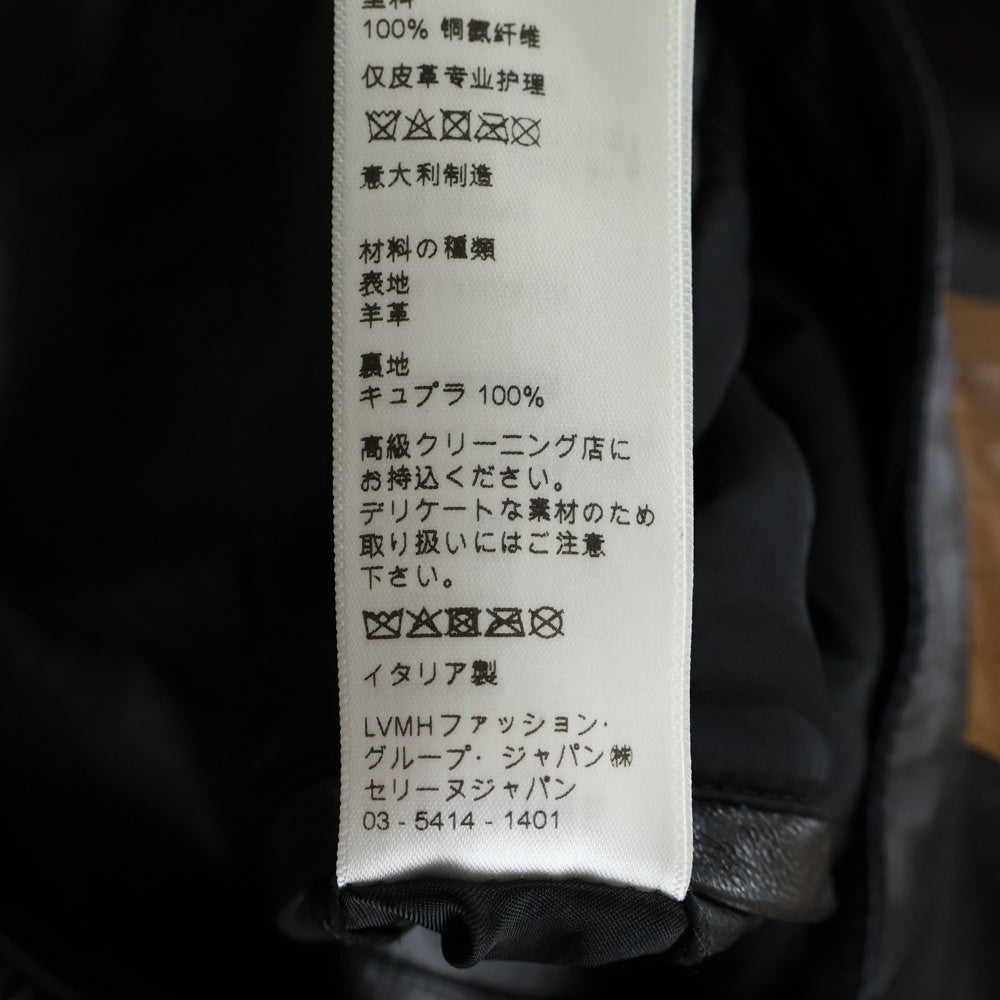 100% 铜氨纤维
仅皮革专业护理
意大利制造
材料の種類
表地
羊革
裏地
キュプラ 100%
高級クリーニング店に
お持込ください。
デリケートな素材のため
取り扱いにはご注意
下さい。
イタリア製
LVMHファッション・
グループ・ジャパン㈱
セリーヌジャパン
03 - 5414 - 1401